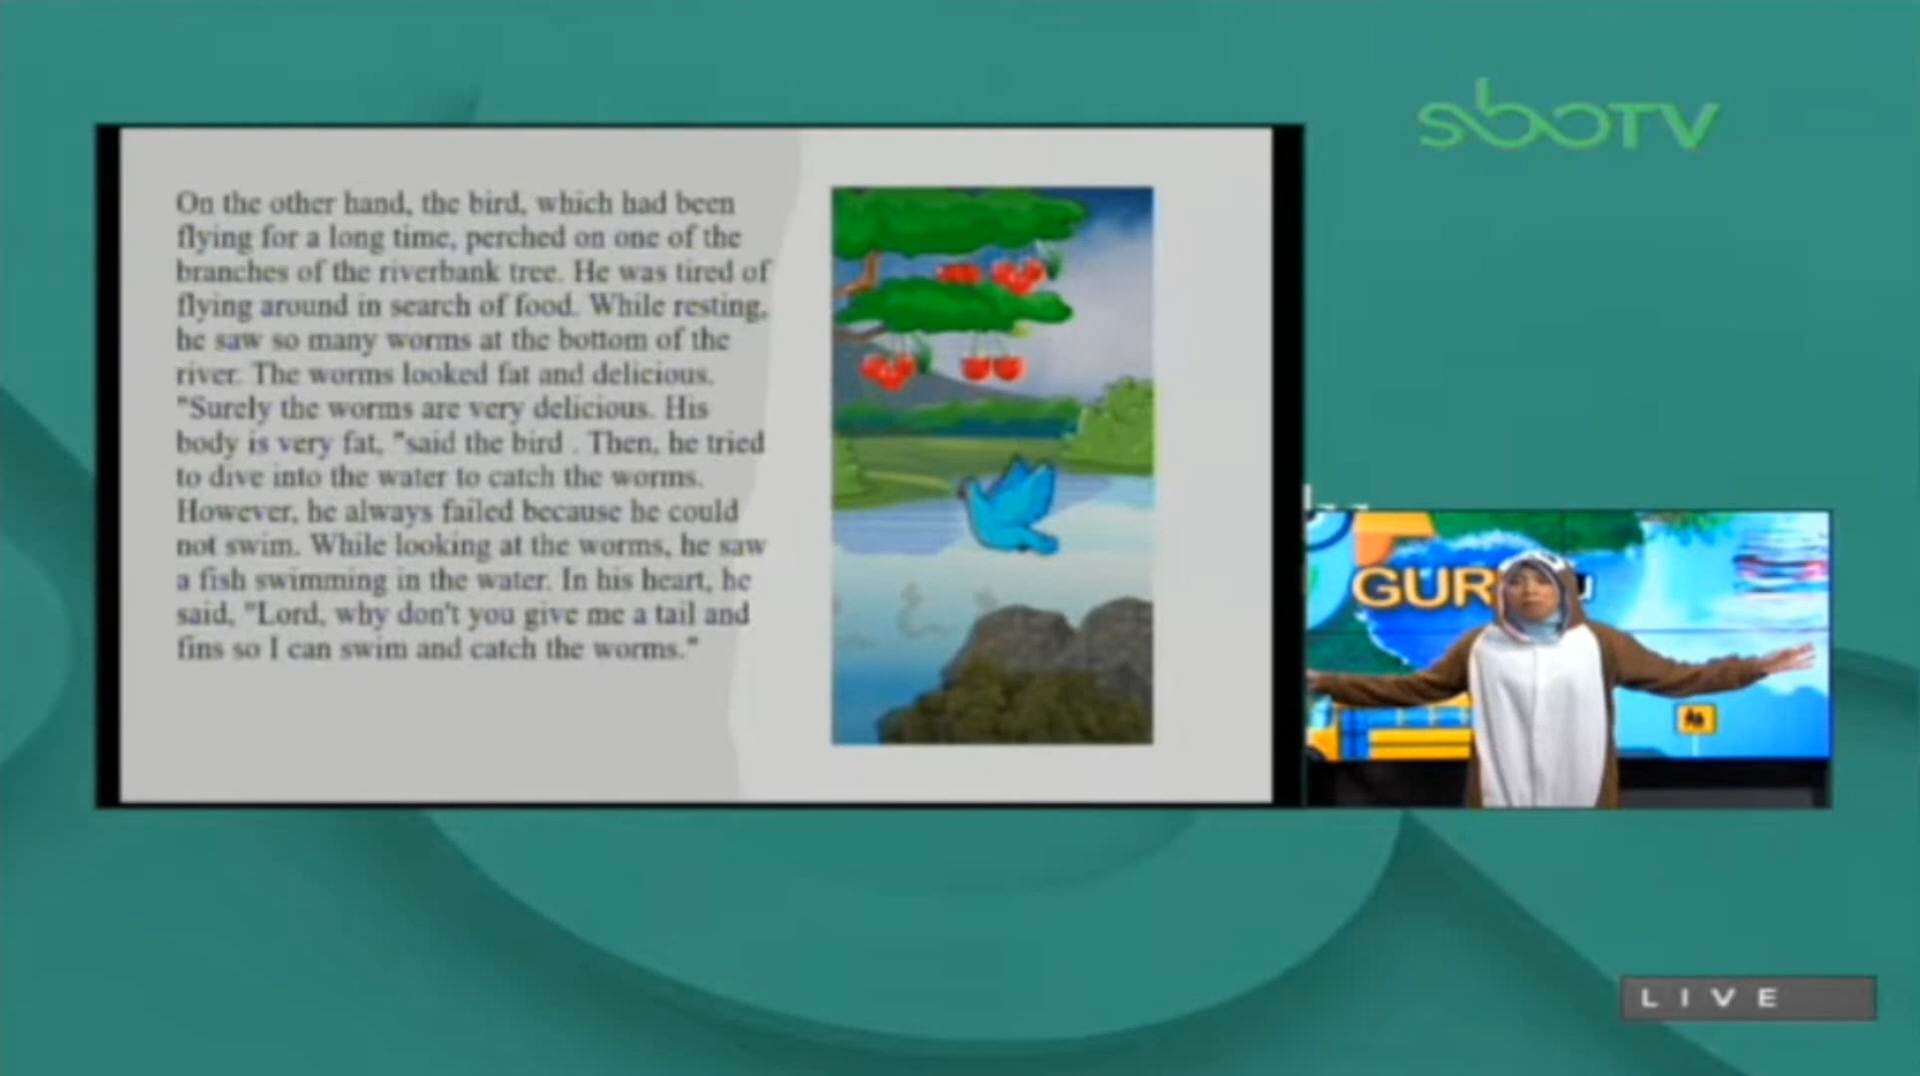 sboTV
On the other hand, the bird, which had been
flying for a long time, perched on one of the
branches of the riverbank tree. He was tired of
flying around in search of food. While resting,
he saw so many worms at the bottom of the
river. The worms looked fat and delicious.
"Surely the worms are very delicious. His
body is very fat, "said the bird . Then, he tried
to dive into the water to catch the worms.
However, he always failed because he could
not swim. While looking at the worms, he saw
a fish swimming in the water. In his heart, he
said, "Lord, why don't you give me a tail and
fins so I can swim and catch the worms."
GUR
LIVE